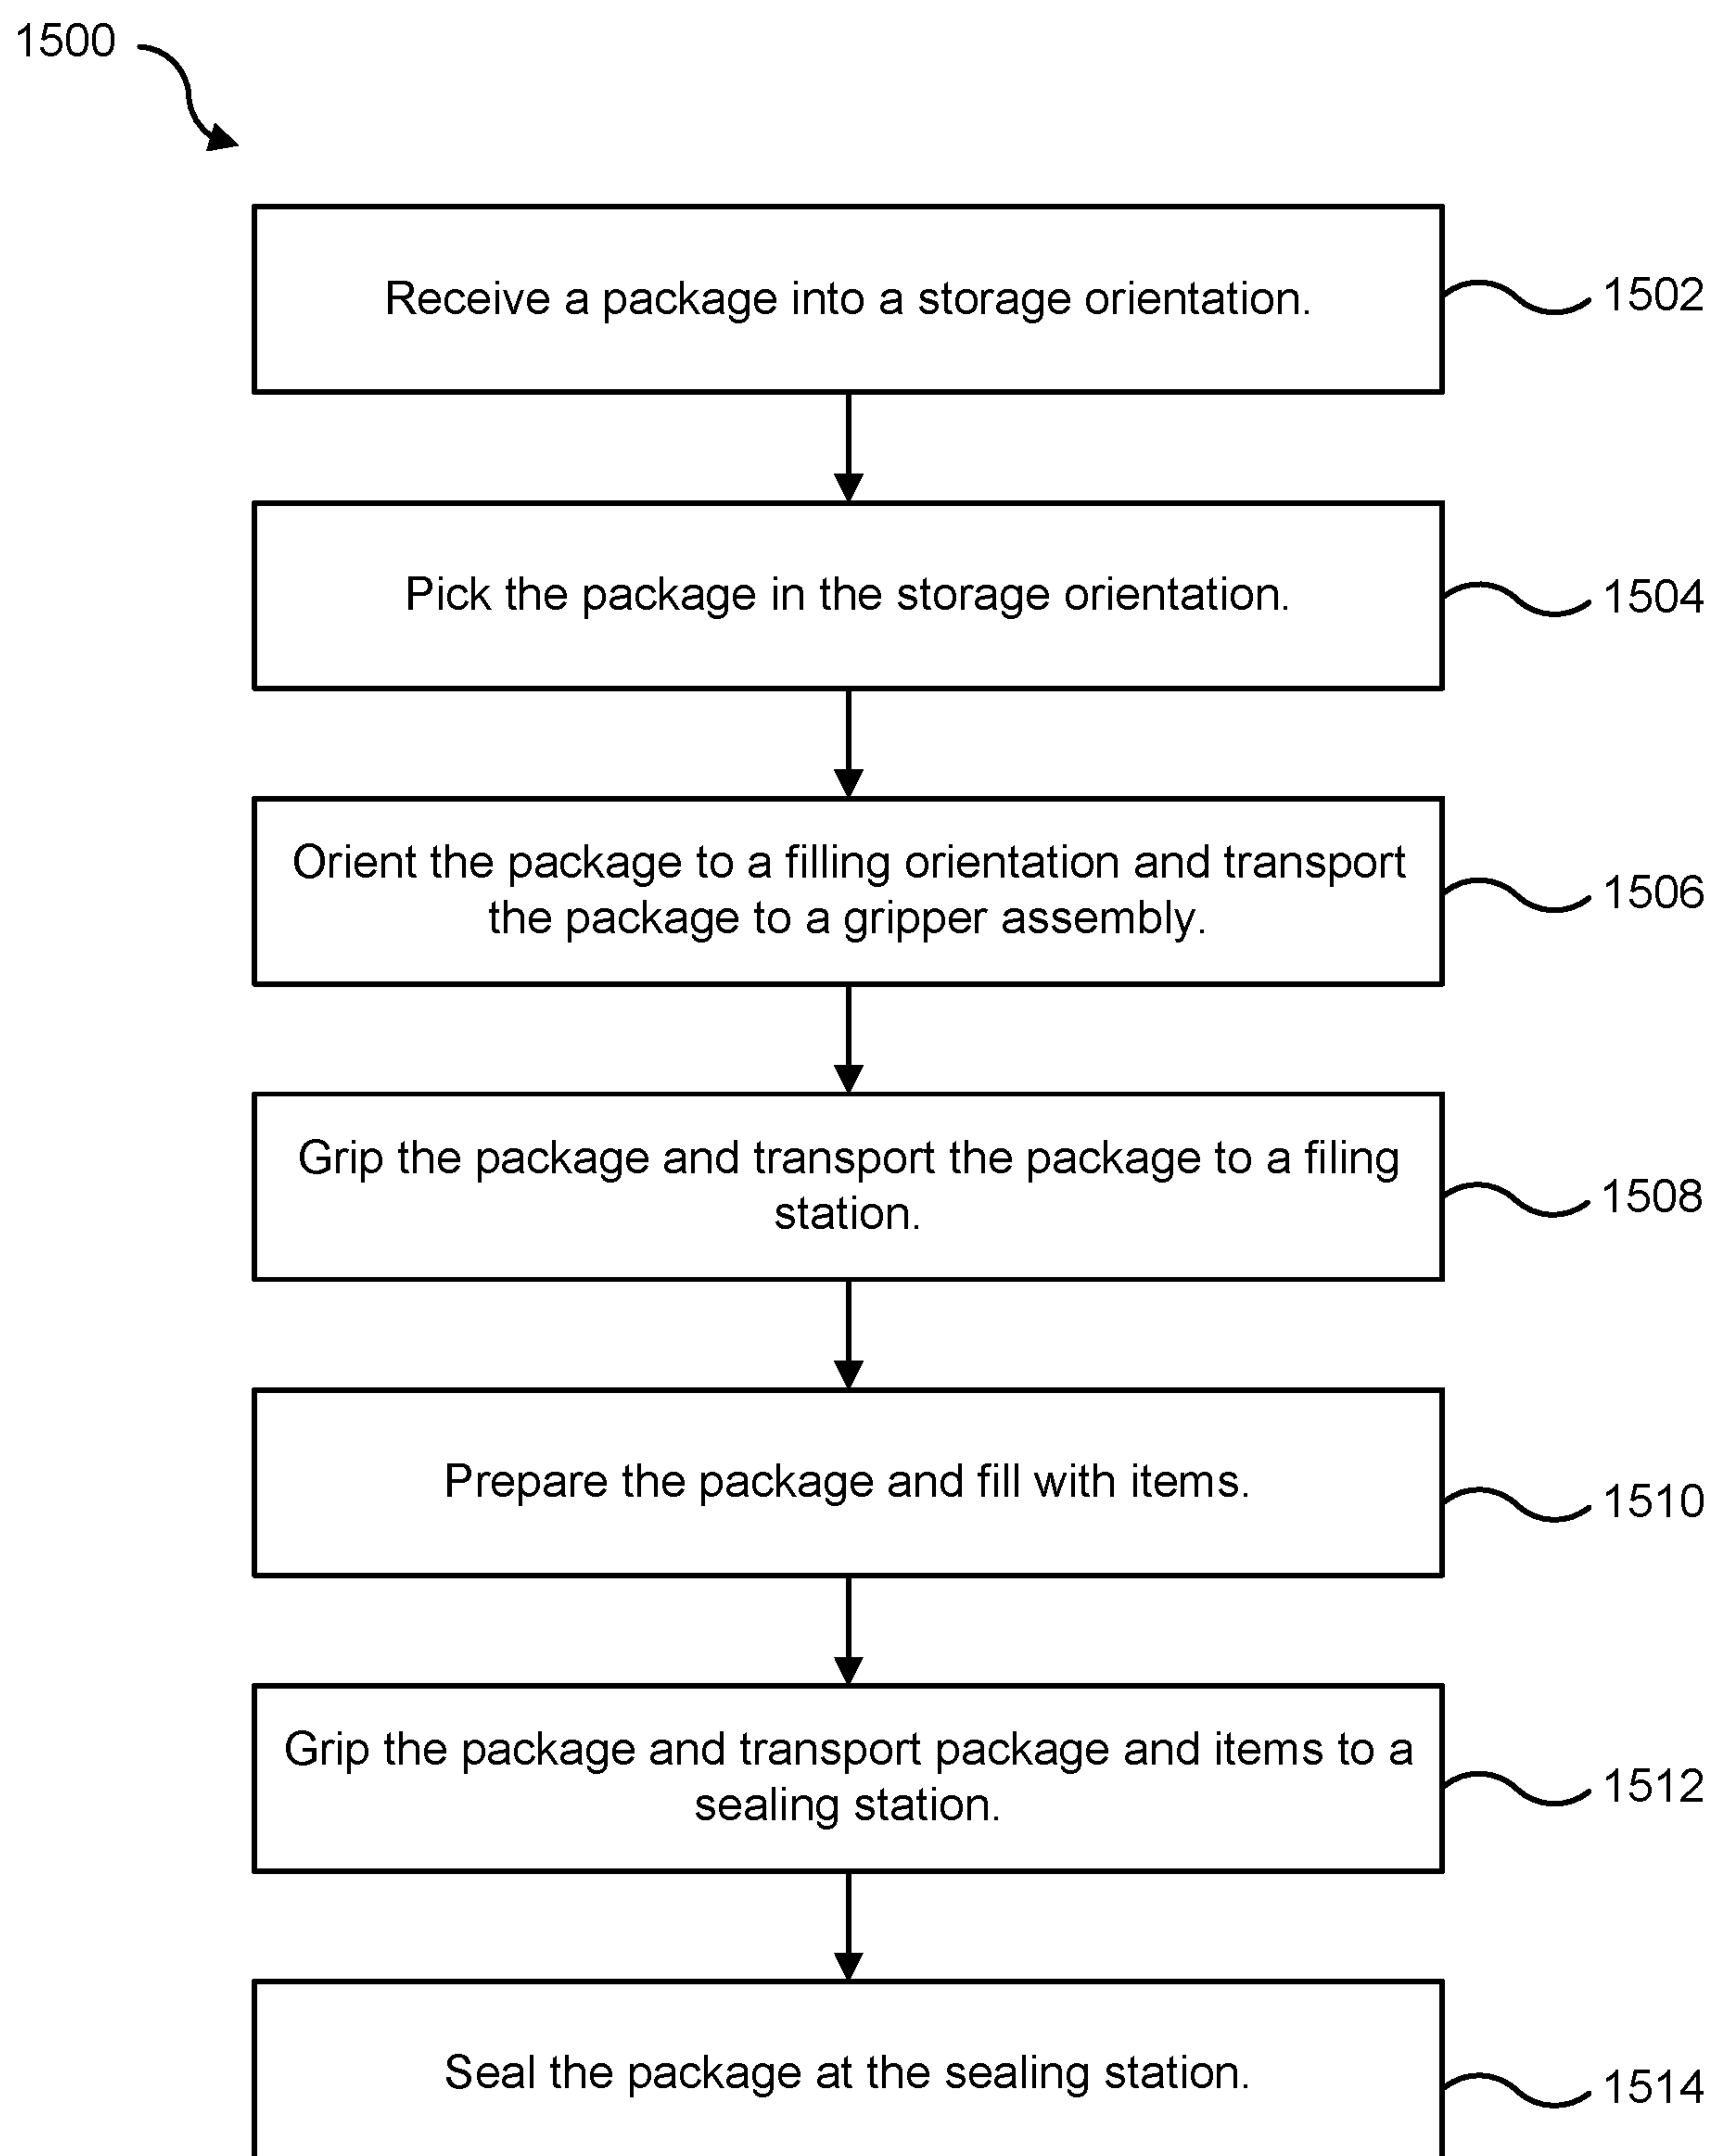 1500
Receive a package into a storage orientation.
1502
Pick the package in the storage orientation.
1504
Orient the package to a filling orientation and transport
the package to a gripper assembly.
1506
Grip the package and transport the package to a filing
station.
1508
Prepare the package and fill with items.
1510
Grip the package and transport package and items to a
sealing station.
1512
Seal the package at the sealing station.
1514